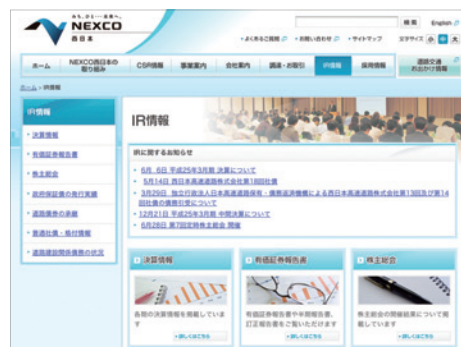 みち、ひと…未来へ。
NEXCO
西日本
検索
English
・よくあるご質問
・お問い合わせ
・サイトマップ
文字サイズ 小 中 大
ホーム
NEXCO西日本の
取り組み
CSR情報
事業案内
会社案内
調達・お取引
IR情報
採用情報
道路交通
お出かけ情報
ホーム > IR情報
IR情報
・決算情報
・有価証券報告書
・株主総会
・政府保証債の発行実績
・道路債券の承継
・普通社債・格付情報
・道路建設関係債務の状況
IR情報
IRに関するお知らせ
・6月 6日 平成25年3月期 決算について
・5月14日 西日本高速道路株式会社第18回社債
・3月29日 独立行政法人日本高速道路保有・債務返済機構による西日本高速道路株式会社第13回及び第14
回社債の債務引受について
・12月21日 平成25年3月期 中間決算について
・6月28日 第7回定時株主総会 開催
決算情報
各期の決算情報を掲載していま
す
・詳しくはこちら
有価証券報告書
有価証券報告書や半期報告書、
訂正報告書をご覧いただけます
・詳しくはこちら
株主総会
株主総会の開催結果について掲
載しています
・詳しくはこちら